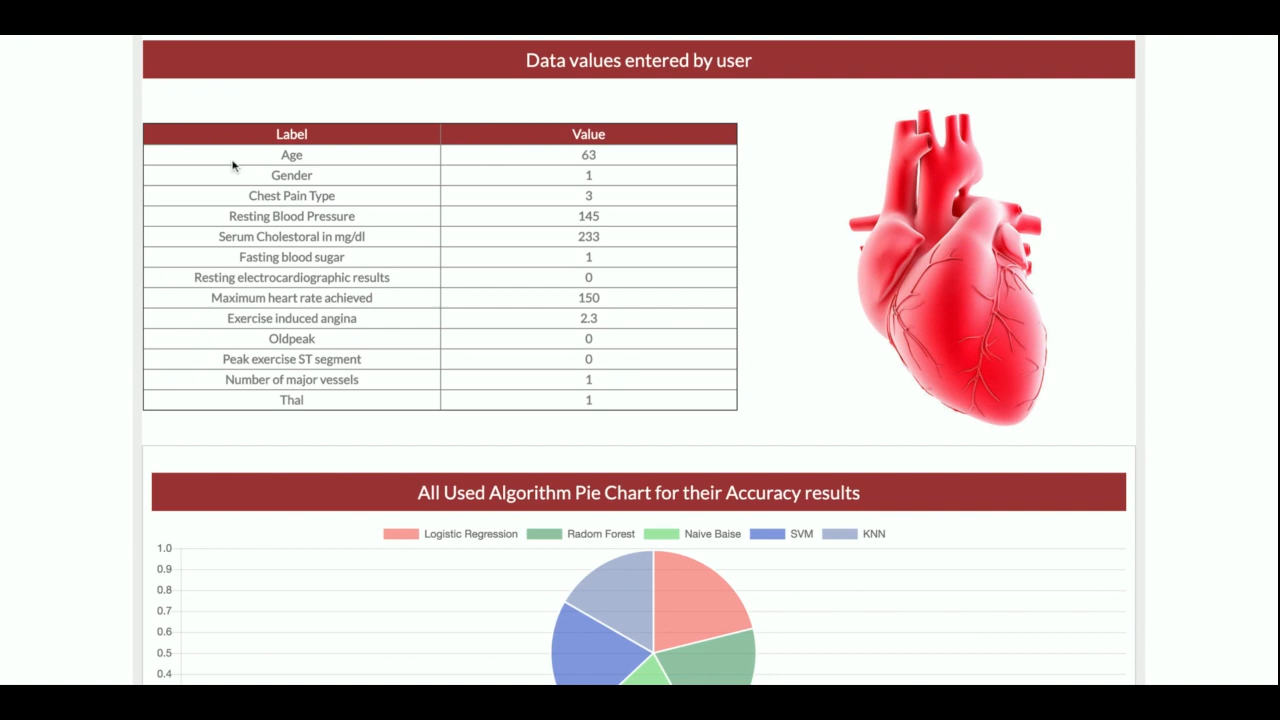 Data values entered by user
Label Value
Age 63
Gender 1
Chest Pain Type 3
Resting Blood Pressure 145
Serum Cholestoral in mg/dl 233
Fasting blood sugar 1
Resting electrocardiographic results 0
Maximum heart rate achieved 150
Exercise induced angina 2.3
Oldpeak 0
Peak exercise ST segment 0
Number of major vessels 1
Thal 1
All Used Algorithm Pie Chart for their Accuracy results
Logistic Regression Radom Forest Naive Baise SVM KNN
1.0
0.9
0.8
0.7
0.6
0.5
0.4